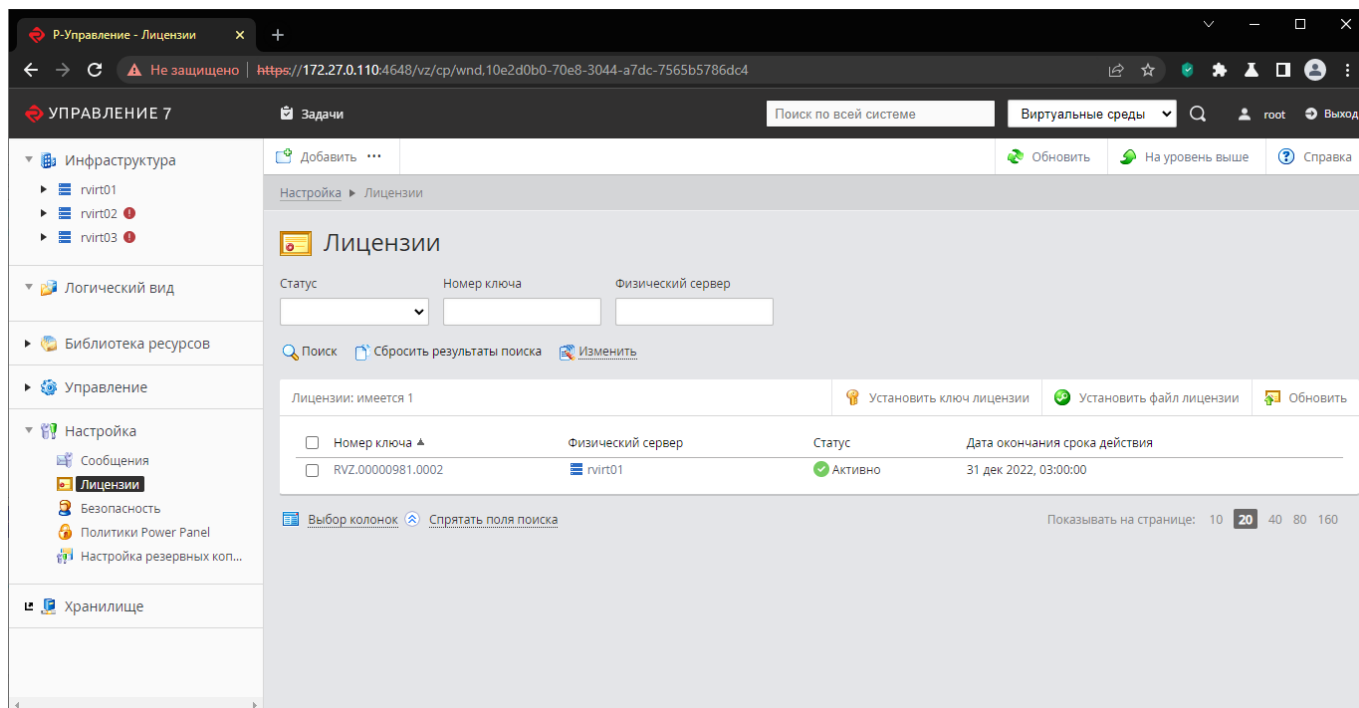 Р-Управление - Лицензии
Не защищено https://172.27.0.110:4648/vz/cp/wnd,10e2d0b0-70e8-3044-a7dc-7565b5786dc4
УПРАВЛЕНИЕ 7 Задачи Поиск по всей системе Виртуальные среды root Выход
Инфраструктура
rvirt01
rvirt02
rvirt03
Логический вид
Библиотека ресурсов
Управление
Настройка
Сообщения
Лицензии
Безопасность
Политики Power Panel
Настройка резервных коп...
Хранилище
Добавить ••• Обновить На уровень выше Справка
Настройка Лицензии
Лицензии
Статус Номер ключа Физический сервер
Поиск Сбросить результаты поиска Изменить
Лицензии: имеется 1 Установить ключ лицензии Установить файл лицензии Обновить
Номер ключа Физический сервер Статус Дата окончания срока действия
RVZ.00000981.0002 rvirt01 Активно 31 дек 2022, 03:00:00
Выбор колонок Спрятать поля поиска Показывать на странице: 10 20 40 80 160